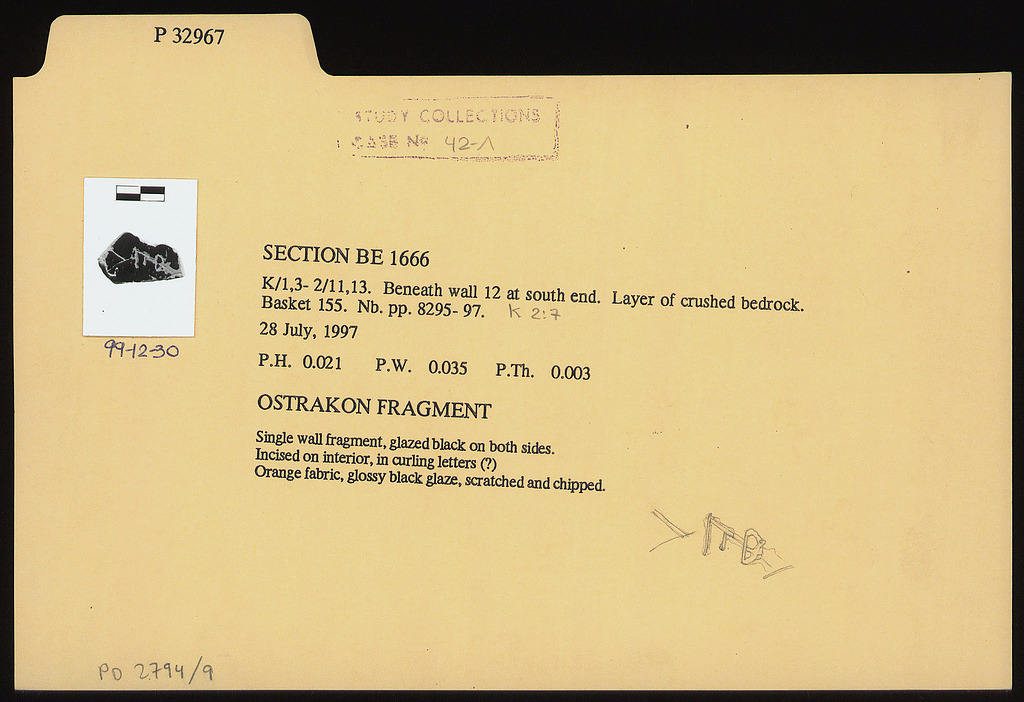 P 32967
STUDY COLLECTIONS
CASE No 42-Λ
SECTION BE 1666
K/1,3- 2/11,13. Beneath wall 12 at south end. Layer of crushed bedrock.
Basket 155. Nb. pp. 8295- 97. K 2:7
28 July, 1997
99-12-30
P.H. 0.021 P.W. 0.035 P.Th. 0.003
OSTRAKON FRAGMENT
Single wall fragment, glazed black on both sides.
Incised on interior, in curling letters (?)
Orange fabric, glossy black glaze, scratched and chipped.
PD 2794/9